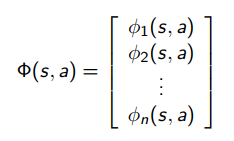 ϕ₁(s, a)
ϕ₂(s, a)
Φ(s, a) =
⋮
ϕₙ(s, a)